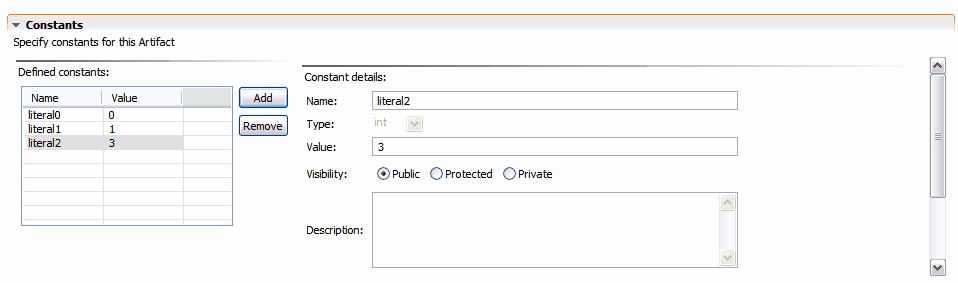 Constants
Specify constants for this Artifact
Defined constants:
Name Value
literal0 0
literal1 1
literal2 3
Add
Remove
Constant details:
Name: literal2
Type: int
Value: 3
Visibility: Public Protected Private
Description: